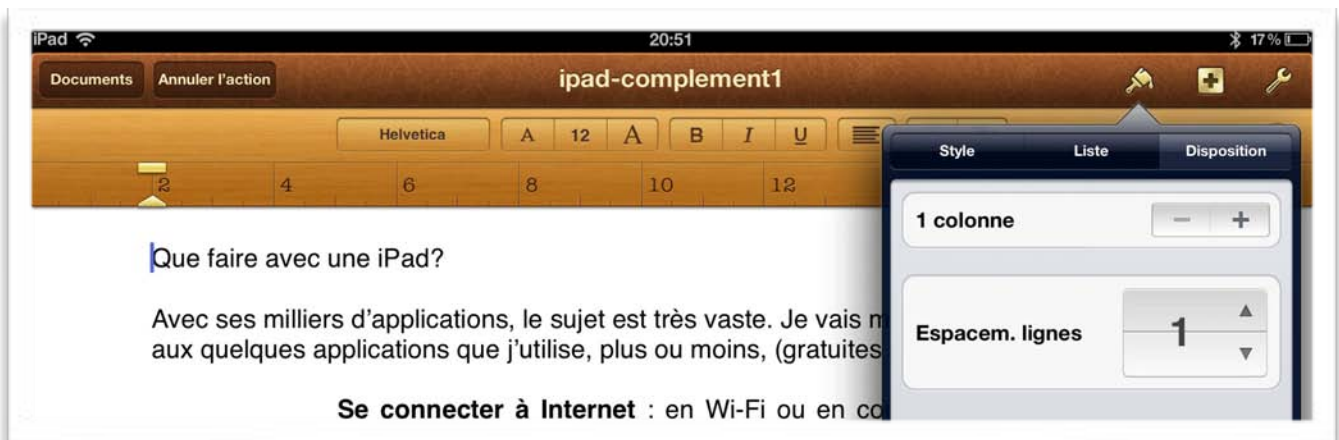 iPad 20:51 17 %
Documents Annuler l'action ipad-complement1
Helvetica A 12 A B I U
Style Liste Disposition
2 4 6 8 10 12
1 colonne − +
Que faire avec une iPad?
Avec ses milliers d'applications, le sujet est très vaste. Je vais
aux quelques applications que j'utilise, plus ou moins, (gratuites
Espacem. lignes 1
Se connecter à Internet : en Wi-Fi ou en